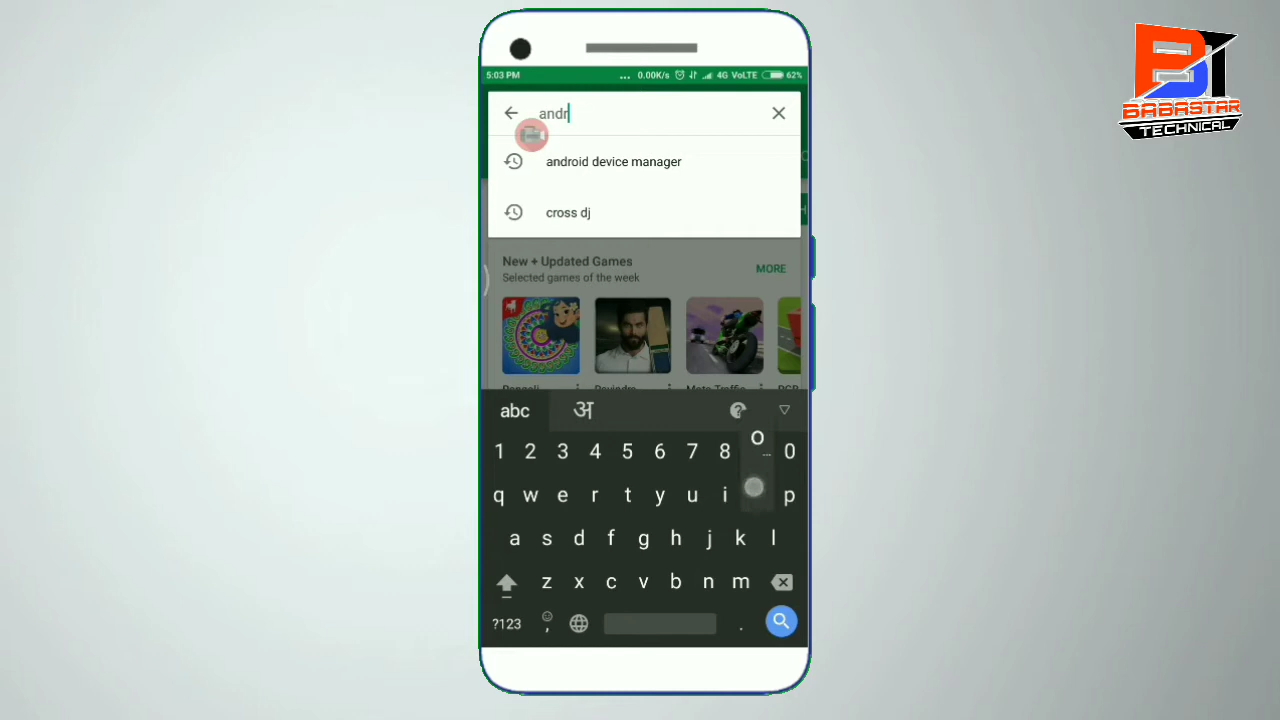 5:03 PM ... 0.00K/s 4G VoLTE 62%
BT
BABASTAR
TECHNICAL
andr
android device manager
cross dj
New + Updated Games
MORE
Selected games of the week
abc अ
o
1 2 3 4 5 6 7 8 0
q w e r t y u i p
a s d f g h j k l
z x c v b n m
?123 , .